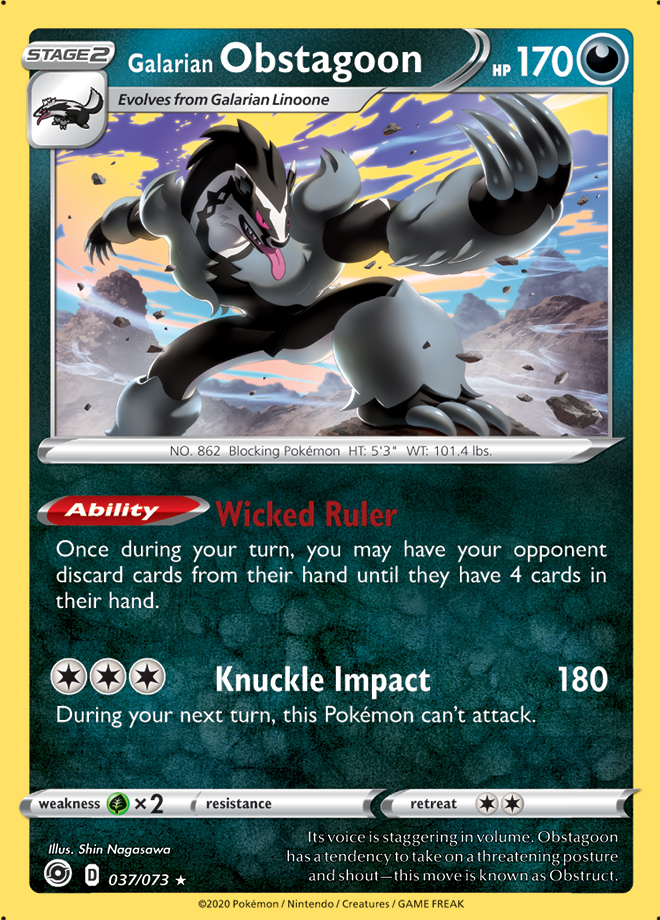 STAGE 2
Galarian Obstagoon HP 170
Evolves from Galarian Linoone
NO. 862 Blocking Pokémon HT: 5'3" WT: 101.4 lbs.
Ability Wicked Ruler
Once during your turn, you may have your opponent
discard cards from their hand until they have 4 cards in
their hand.
Knuckle Impact 180
During your next turn, this Pokémon can't attack.
weakness ×2 resistance retreat
Illus. Shin Nagasawa
D 037/073 ★
Its voice is staggering in volume. Obstagoon
has a tendency to take on a threatening posture
and shout—this move is known as Obstruct.
©2020 Pokémon / Nintendo / Creatures / GAME FREAK